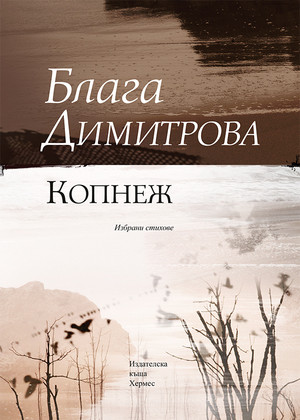 Блага
Димитрова
Копнеж
Избрани стихове
Издателска
къща
Хермес